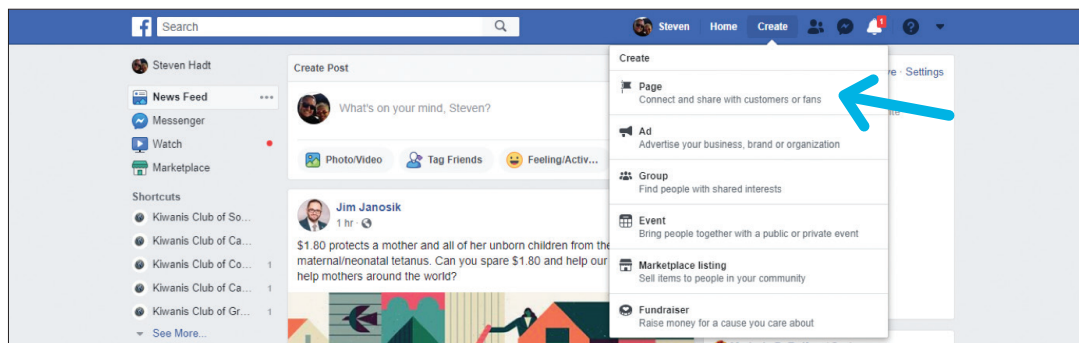 f Search
Steven Home Create 1
Steven Hadt
News Feed
Messenger
Watch
Marketplace
Shortcuts
Kiwanis Club of So...
Kiwanis Club of Ca...
Kiwanis Club of Co... 1
Kiwanis Club of Ca... 1
Kiwanis Club of Gr... 1
See More...
Create Post
What's on your mind, Steven?
Photo/Video Tag Friends Feeling/Activ...
Jim Janosik
1 hr ·
$1.80 protects a mother and all of her unborn children from the
maternal/neonatal tetanus. Can you spare $1.80 and help our
help mothers around the world?
Create
Page
Connect and share with customers or fans
Ad
Advertise your business, brand or organization
Group
Find people with shared interests
Event
Bring people together with a public or private event
Marketplace listing
Sell items to people in your community
Fundraiser
Raise money for a cause you care about
· Settings